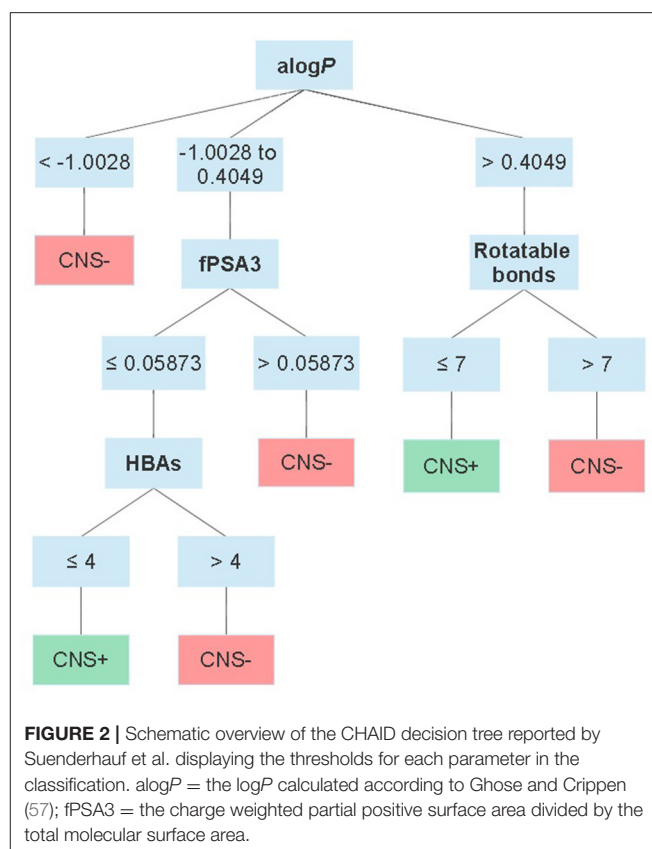 alogP
< -1.0028
-1.0028 to
0.4049
> 0.4049
CNS-
fPSA3
Rotatable
bonds
≤ 0.05873
> 0.05873
≤ 7
> 7
HBAs
CNS-
CNS+
CNS-
≤ 4
> 4
CNS+
CNS-
FIGURE 2 | Schematic overview of the CHAID decision tree reported by
Suenderhauf et al. displaying the thresholds for each parameter in the
classification. alogP = the logP calculated according to Ghose and Crippen
(57); fPSA3 = the charge weighted partial positive surface area divided by the
total molecular surface area.